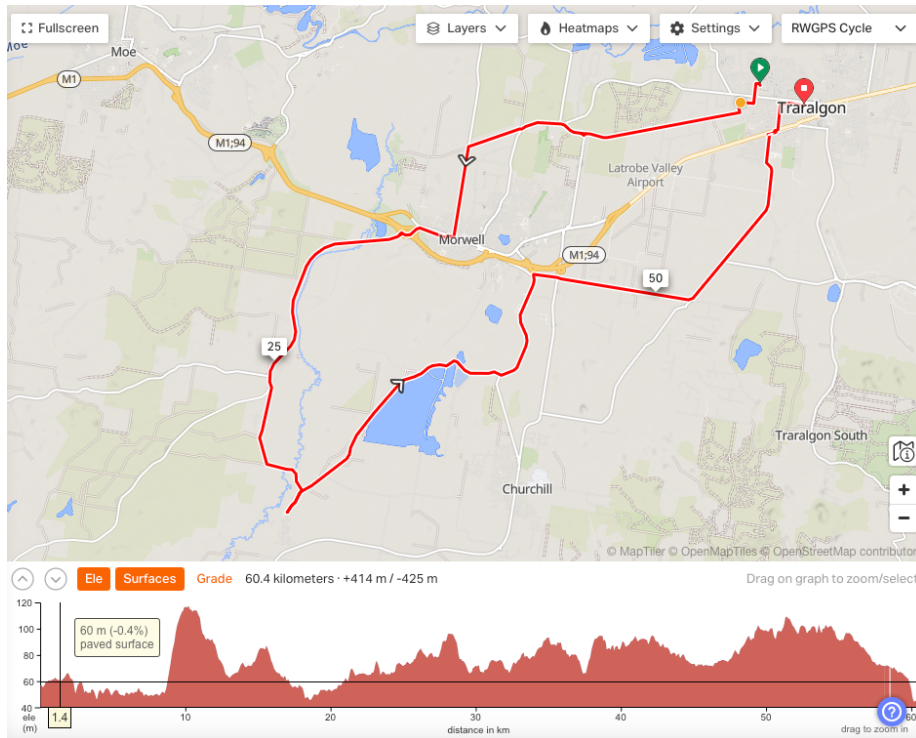 Fullscreen
Layers
Heatmaps
Settings
RWGPS Cycle
Moe
Moe
M1
M1;94
Traralgon
Latrobe Valley
Airport
Morwell
M1;94
50
25
Traralgon South
Churchill
+
−
© MapTiler © OpenMapTiles © OpenStreetMap contributor
Ele
Surfaces
Grade
60.4 kilometers · +414 m / -425 m
Drag on graph to zoom/select
120
100
80
60
40
60 m (-0.4%)
paved surface
ele
(m)
1.4
10
20
30
40
50
60
distance in km
drag to zoom in
?